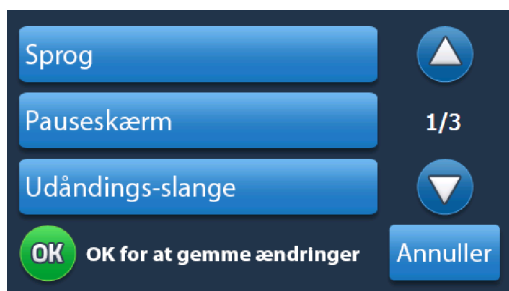 Sprog
Pauseskærm
1/3
Udåndings-slange
OK OK for at gemme ændringer
Annuller